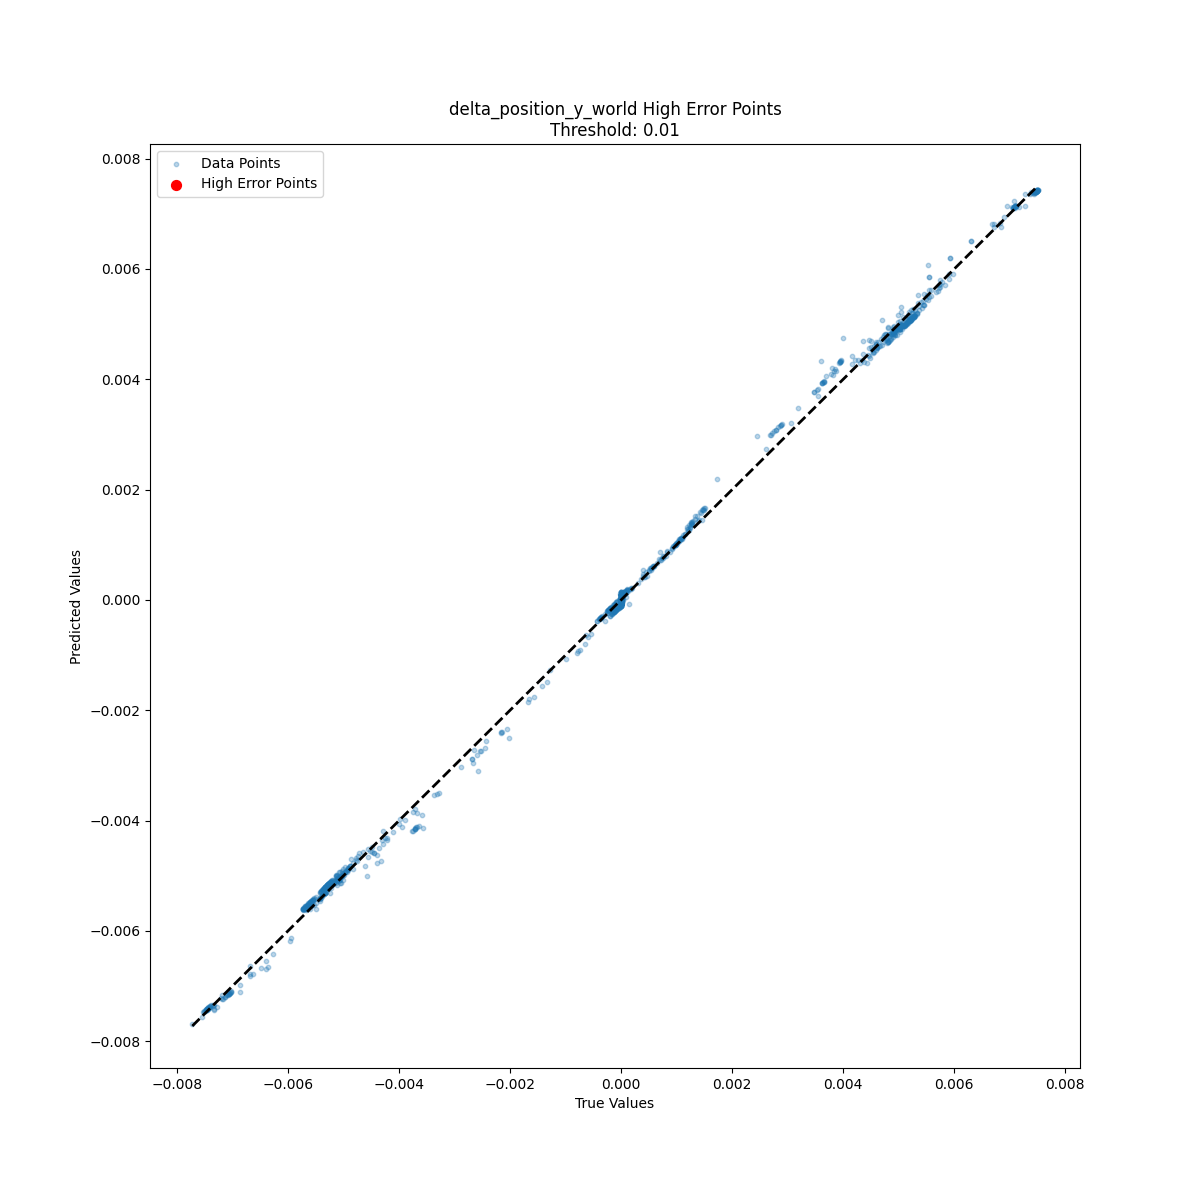 delta_position_y_world High Error Points
Threshold: 0.01
Data Points
High Error Points
0.008
0.006
0.004
0.002
0.000
−0.002
−0.004
−0.006
−0.008
Predicted Values
−0.008 −0.006 −0.004 −0.002 0.000 0.002 0.004 0.006 0.008
True Values